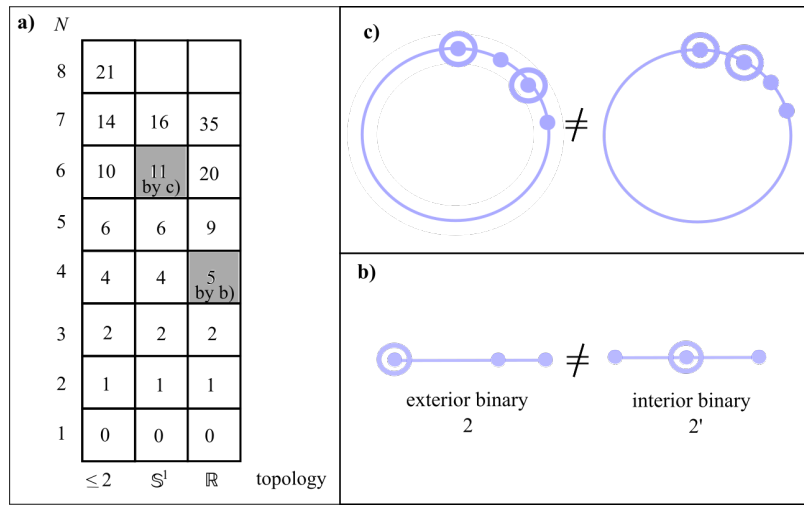 a) N
8 21
7 14 16 35
6 10 11 20
by c)
5 6 6 9
4 4 4 5
by b)
3 2 2 2
2 1 1 1
1 0 0 0
≤ 2 𝕊¹ ℝ topology
c)
≠
b)
≠
exterior binary
2
interior binary
2'